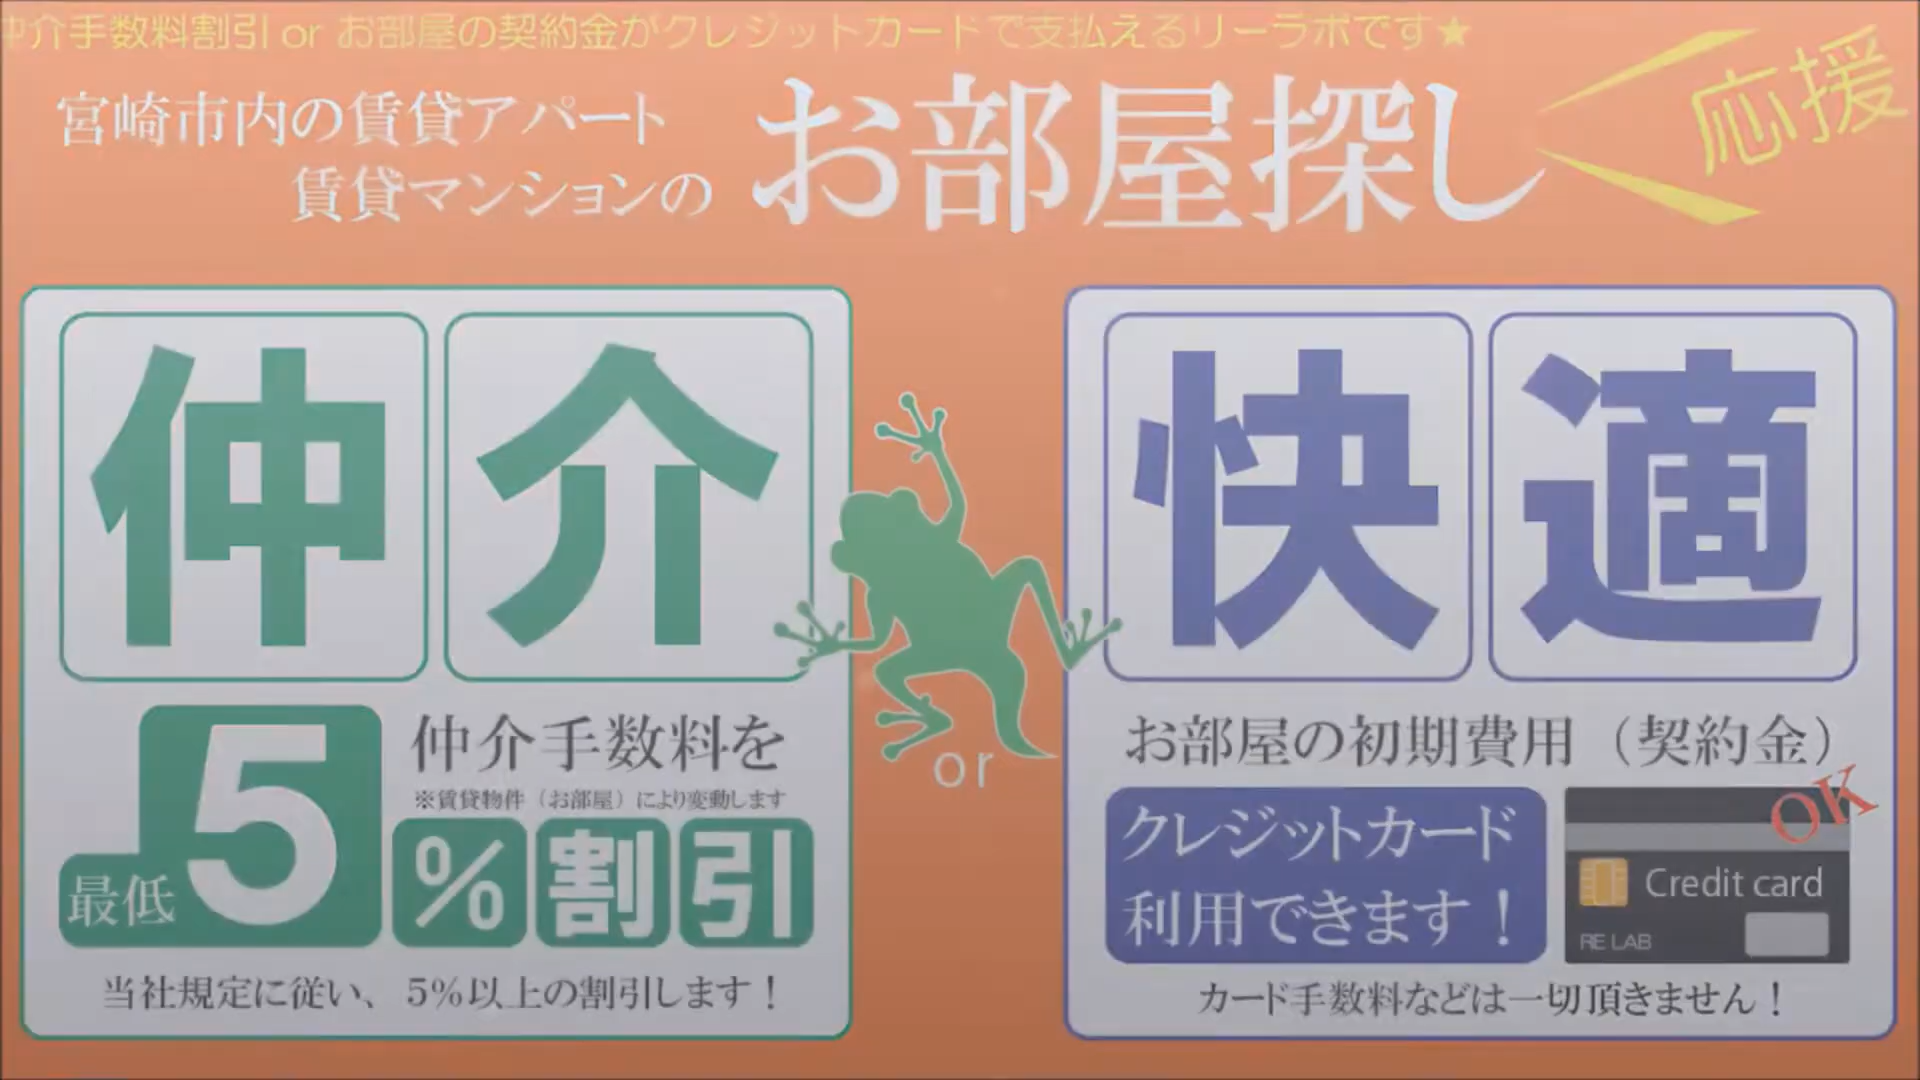 仲介手数料割引 or お部屋の契約金がクレジットカードで支払えるリーラボです★
宮崎市内の賃貸アパート
賃貸マンションの
お部屋探し
応援
仲介
仲介手数料を
※賃貸物件（お部屋）により変動します
最低5%割引
当社規定に従い、5%以上の割引します！
or
快適
お部屋の初期費用（契約金）
クレジットカード
利用できます！
OK
Credit card
RE LAB
カード手数料などは一切頂きません！